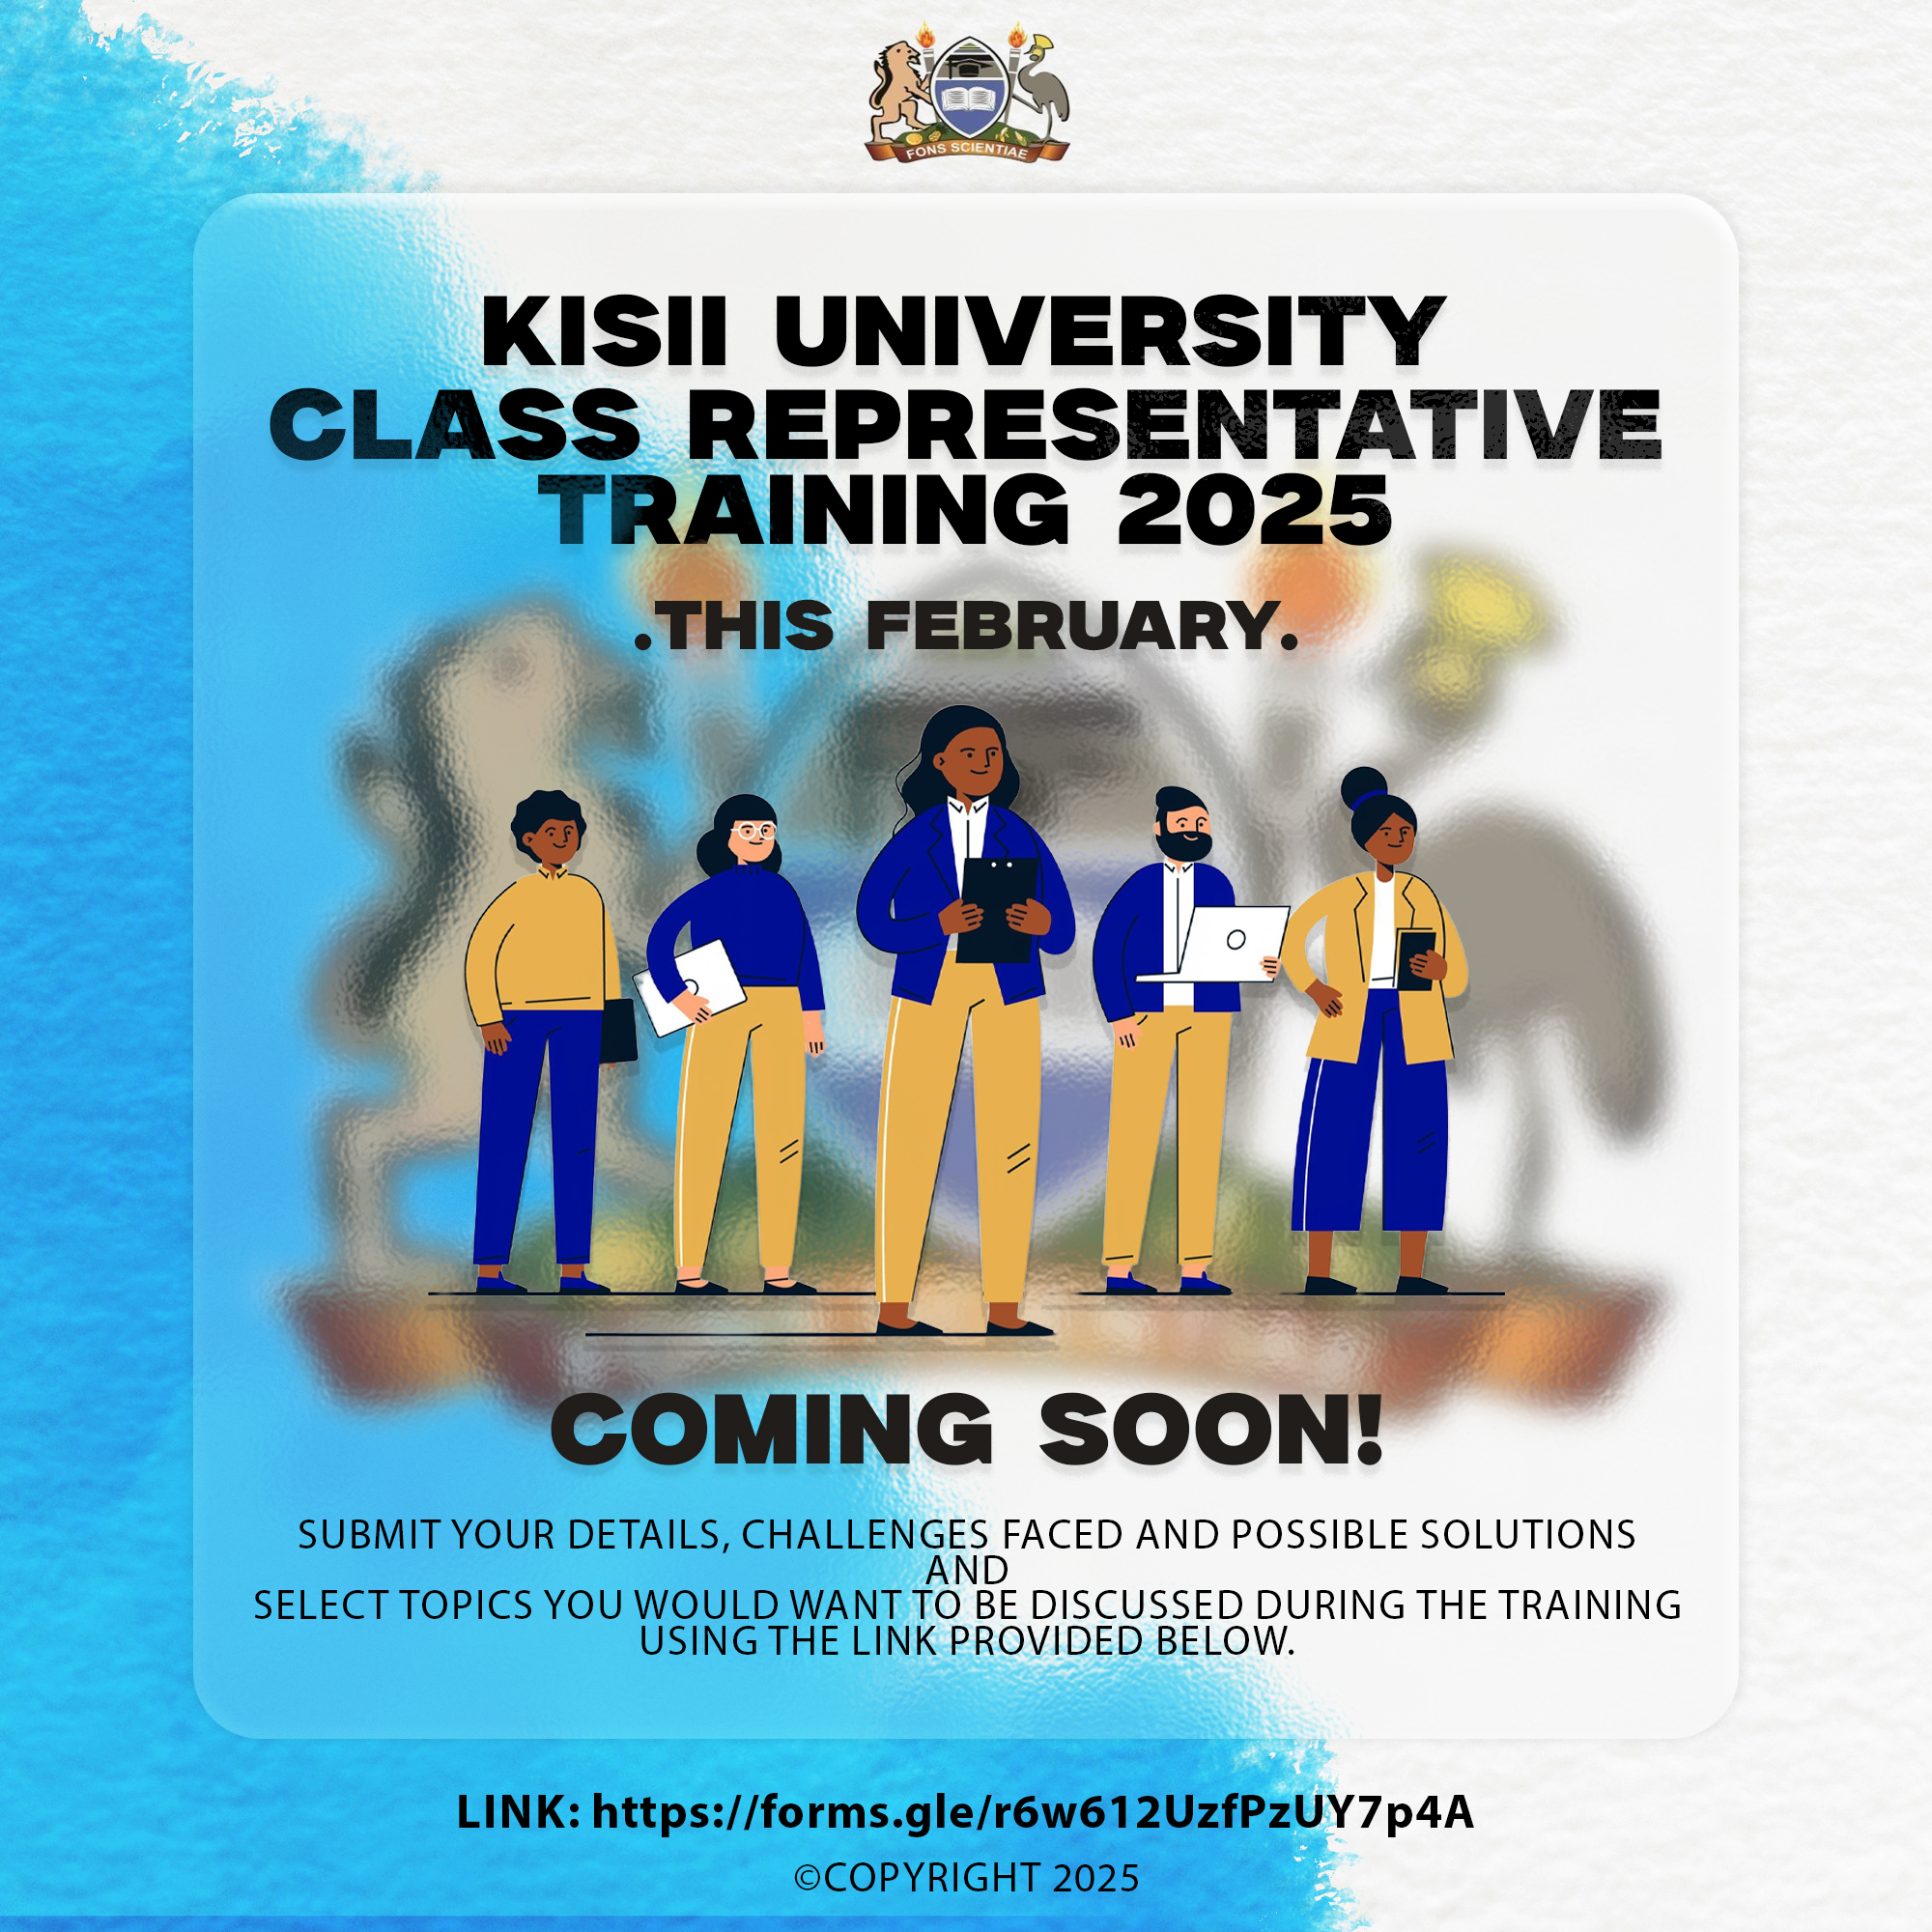 FONS SCIENTIAE
KISII UNIVERSITY
CLASS REPRESENTATIVE
TRAINING 2025
.THIS FEBRUARY.
COMING SOON!
SUBMIT YOUR DETAILS, CHALLENGES FACED AND POSSIBLE SOLUTIONS
AND
SELECT TOPICS YOU WOULD WANT TO BE DISCUSSED DURING THE TRAINING
USING THE LINK PROVIDED BELOW.
LINK: https://forms.gle/r6w612UzfPzUY7p4A
©COPYRIGHT 2025